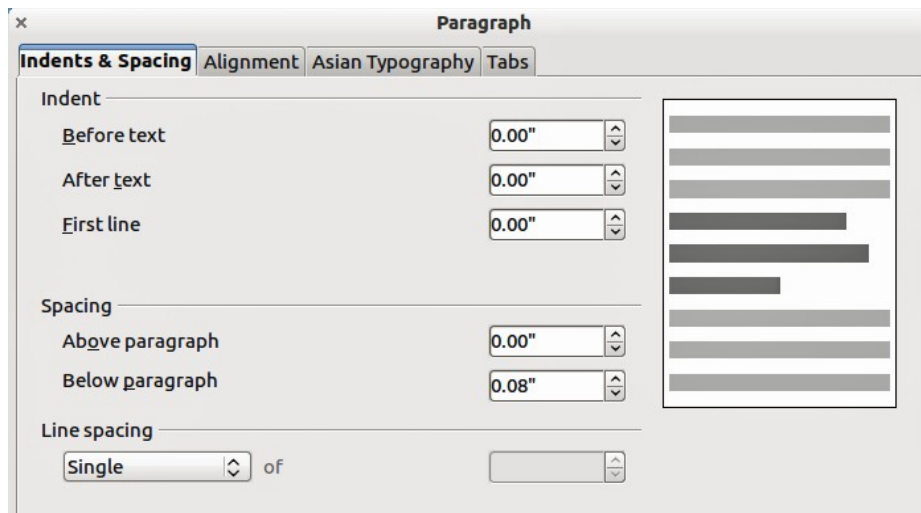 × Paragraph
Indents & Spacing Alignment Asian Typography Tabs
Indent
Before text 0.00"
After text 0.00"
First line 0.00"
Spacing
Above paragraph 0.00"
Below paragraph 0.08"
Line spacing
Single of